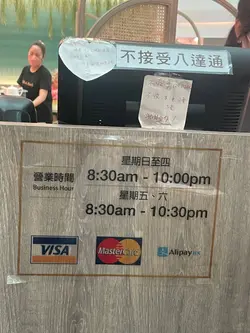 不接受八達通
星期日至四
營業時間
Business Hour
8:30am - 10:00pm
星期五、六
8:30am - 10:30pm
VISA
MasterCard
AlipayHK